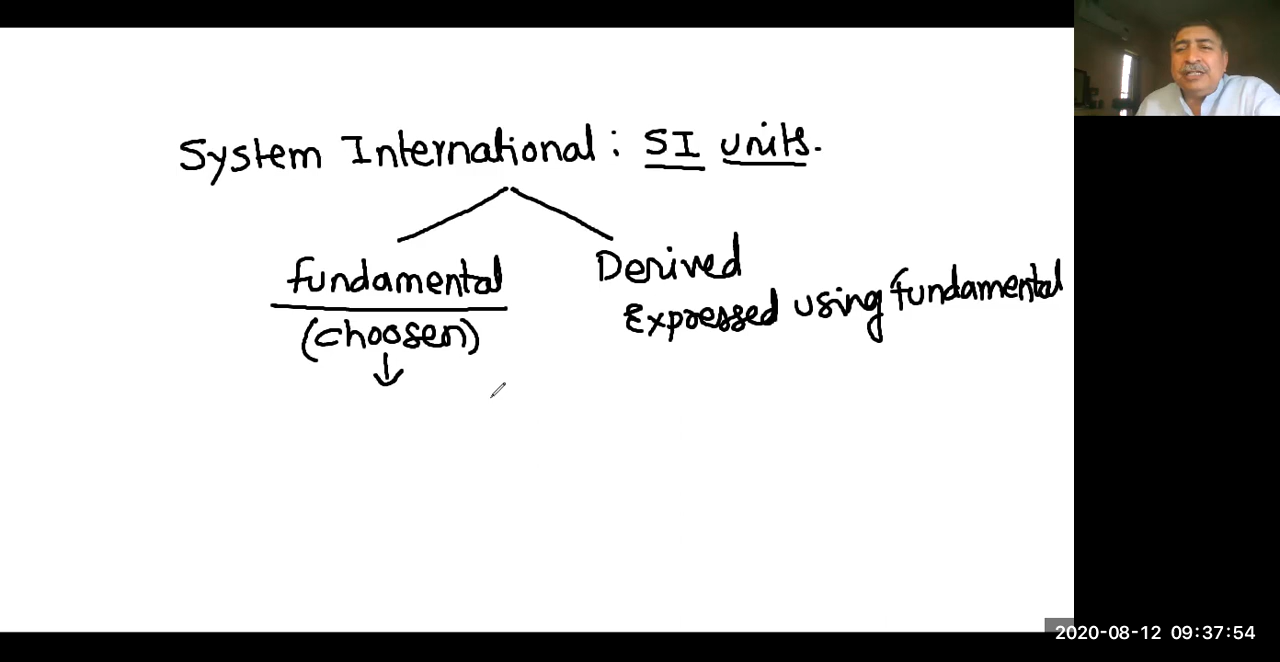 System International : SI units.
fundamental
(choosen)
Derived
Expressed using fundamental
2020-08-12 09:37:54